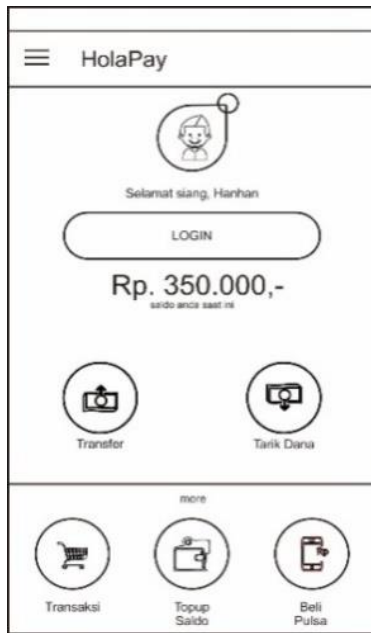 HolaPay
Selamat siang, Hanhan
LOGIN
Rp. 350.000,-
saldo anda saat ini
Transfer
Tarik Dana
more
Transaksi
Topup
Saldo
Beli
Pulsa